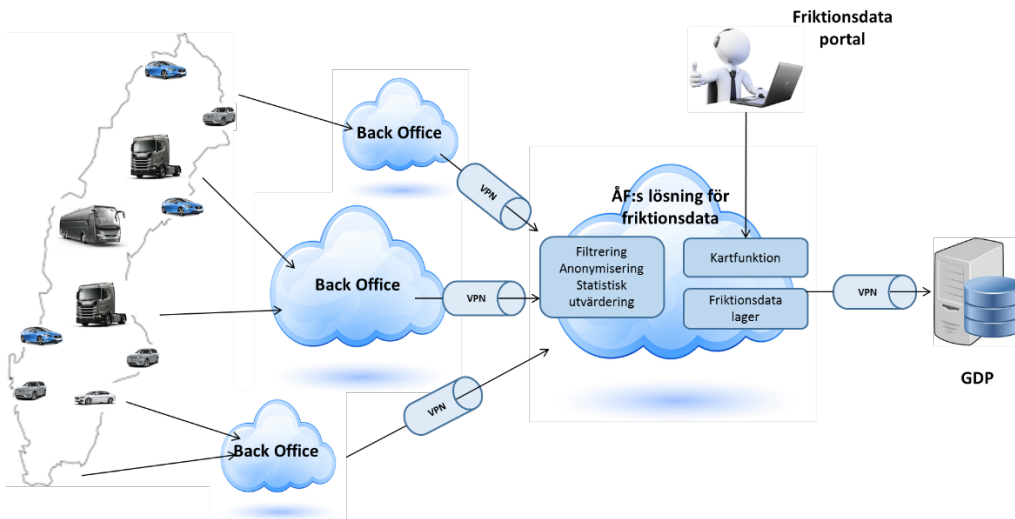 Friktionsdata
portal
Back Office
VPN
ÅF:s lösning för
friktionsdata
Filtrering
Anonymisering
Statistisk
utvärdering
Kartfunktion
Back Office
VPN
Friktionsdata
lager
VPN
GDP
VPN
Back Office